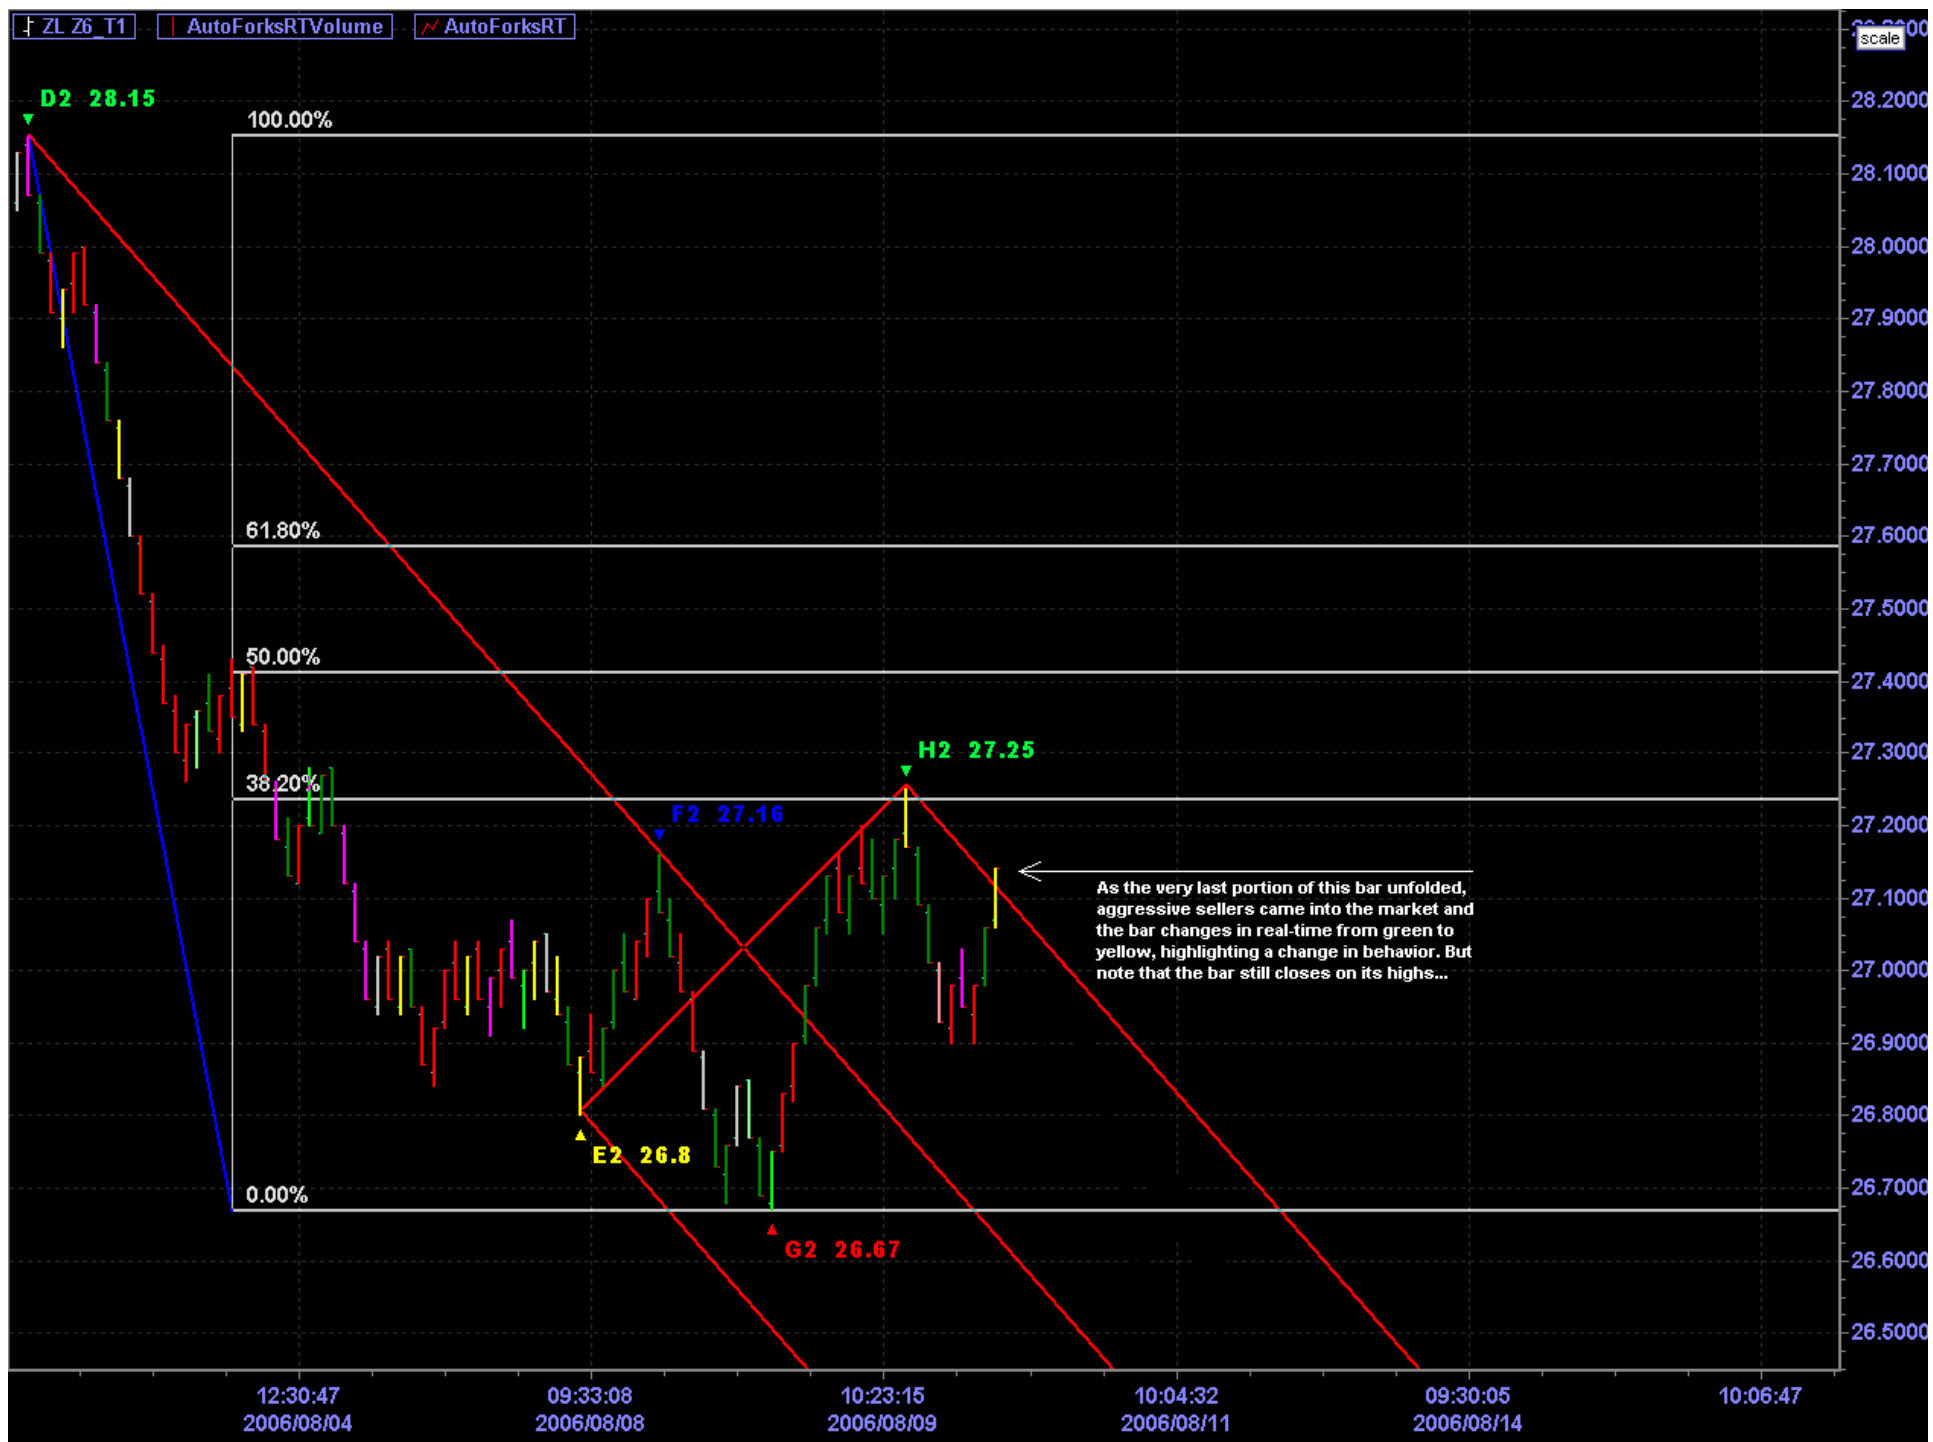 ZL Z6_T1 AutoForksRTVolume AutoForksRT
scale
D2 28.15
100.00%
28.2000
28.1000
28.0000
27.9000
27.8000
27.7000
61.80%
27.6000
27.5000
50.00%
27.4000
H2 27.25
27.3000
38.20%
F2 27.16
27.2000
As the very last portion of this bar unfolded,
aggressive sellers came into the market and
the bar changes in real-time from green to
yellow, highlighting a change in behavior. But
note that the bar still closes on its highs...
27.1000
27.0000
26.9000
26.8000
E2 26.8
0.00%
26.7000
G2 26.67
26.6000
26.5000
12:30:47 09:33:08 10:23:15 10:04:32 09:30:05 10:06:47
2006/08/04 2006/08/08 2006/08/09 2006/08/11 2006/08/14